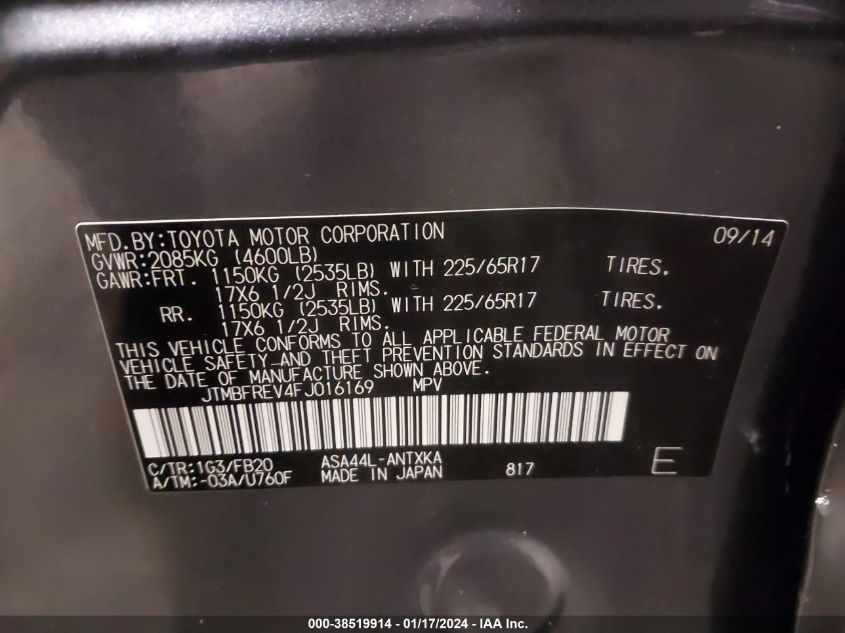 MFD.BY:TOYOTA MOTOR CORPORATION 09/14
GVWR:2085KG (4600LB)
GAWR:FRT. 1150KG (2535LB) WITH 225/65R17 TIRES.
17X6 1/2J RIMS.
RR. 1150KG (2535LB) WITH 225/65R17 TIRES.
17X6 1/2J RIMS.
THIS VEHICLE CONFORMS TO ALL APPLICABLE FEDERAL MOTOR
VEHICLE SAFETY AND THEFT PREVENTION STANDARDS IN EFFECT ON
THE DATE OF MANUFACTURE SHOWN ABOVE.
JTMBFREV4FJ016169 MPV
C/TR:1G3/FB20 ASA44L-ANTXKA
A/TM:-03A/U760F MADE IN JAPAN 817 E
000-38519914 - 01/17/2024 - IAA Inc.